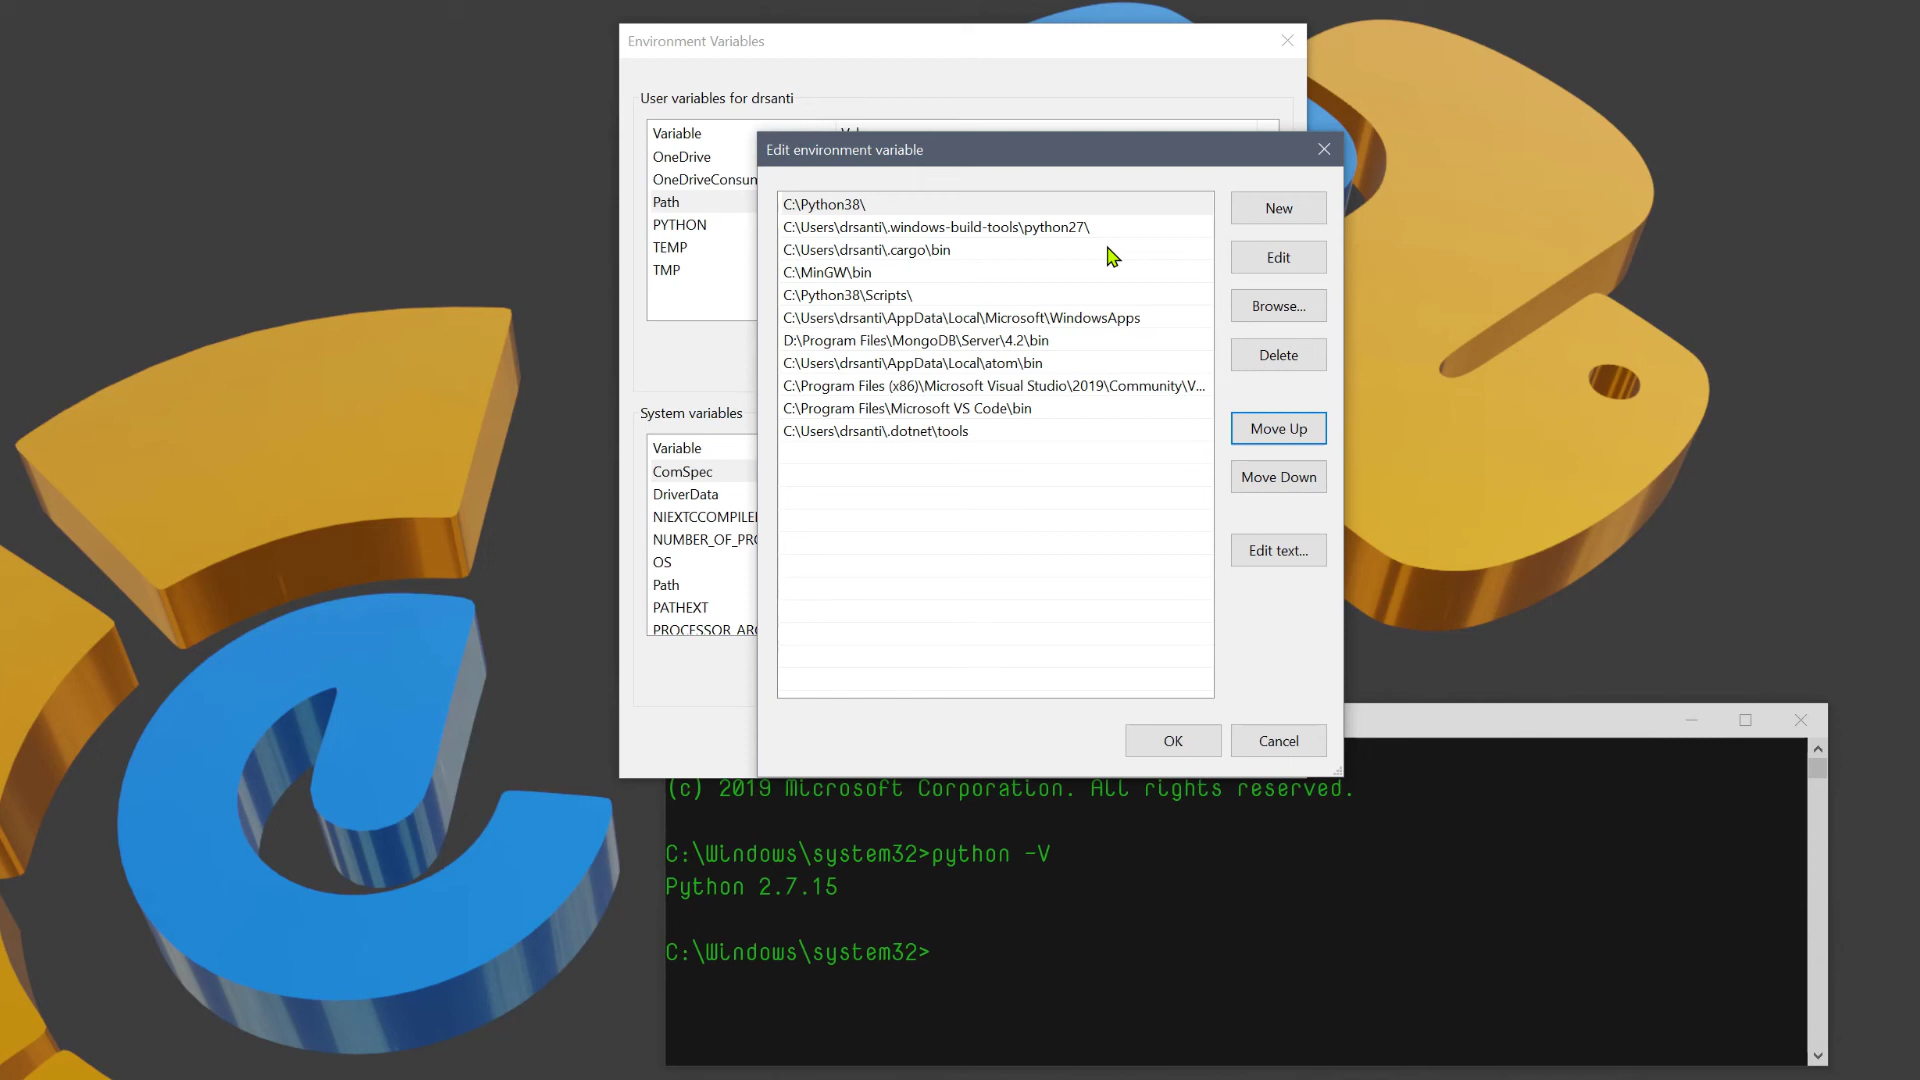 Environment Variables
User variables for drsanti
Variable
OneDrive
OneDriveConsun
Path
PYTHON
TEMP
TMP
System variables
Variable
ComSpec
DriverData
NIEXTCCOMPILE
NUMBER_OF_PRO
OS
Path
PATHEXT
PROCESSOR_ARC
Edit environment variable
C:\Python38\
C:\Users\drsanti\.windows-build-tools\python27\
C:\Users\drsanti\.cargo\bin
C:\MinGW\bin
C:\Python38\Scripts\
C:\Users\drsanti\AppData\Local\Microsoft\WindowsApps
D:\Program Files\MongoDB\Server\4.2\bin
C:\Users\drsanti\AppData\Local\atom\bin
C:\Program Files (x86)\Microsoft Visual Studio\2019\Community\V...
C:\Program Files\Microsoft VS Code\bin
C:\Users\drsanti\.dotnet\tools
New
Edit
Browse...
Delete
Move Up
Move Down
Edit text...
OK
Cancel
(c) 2019 Microsoft Corporation. All rights reserved.
C:\Windows\system32>python -V
Python 2.7.15
C:\Windows\system32>